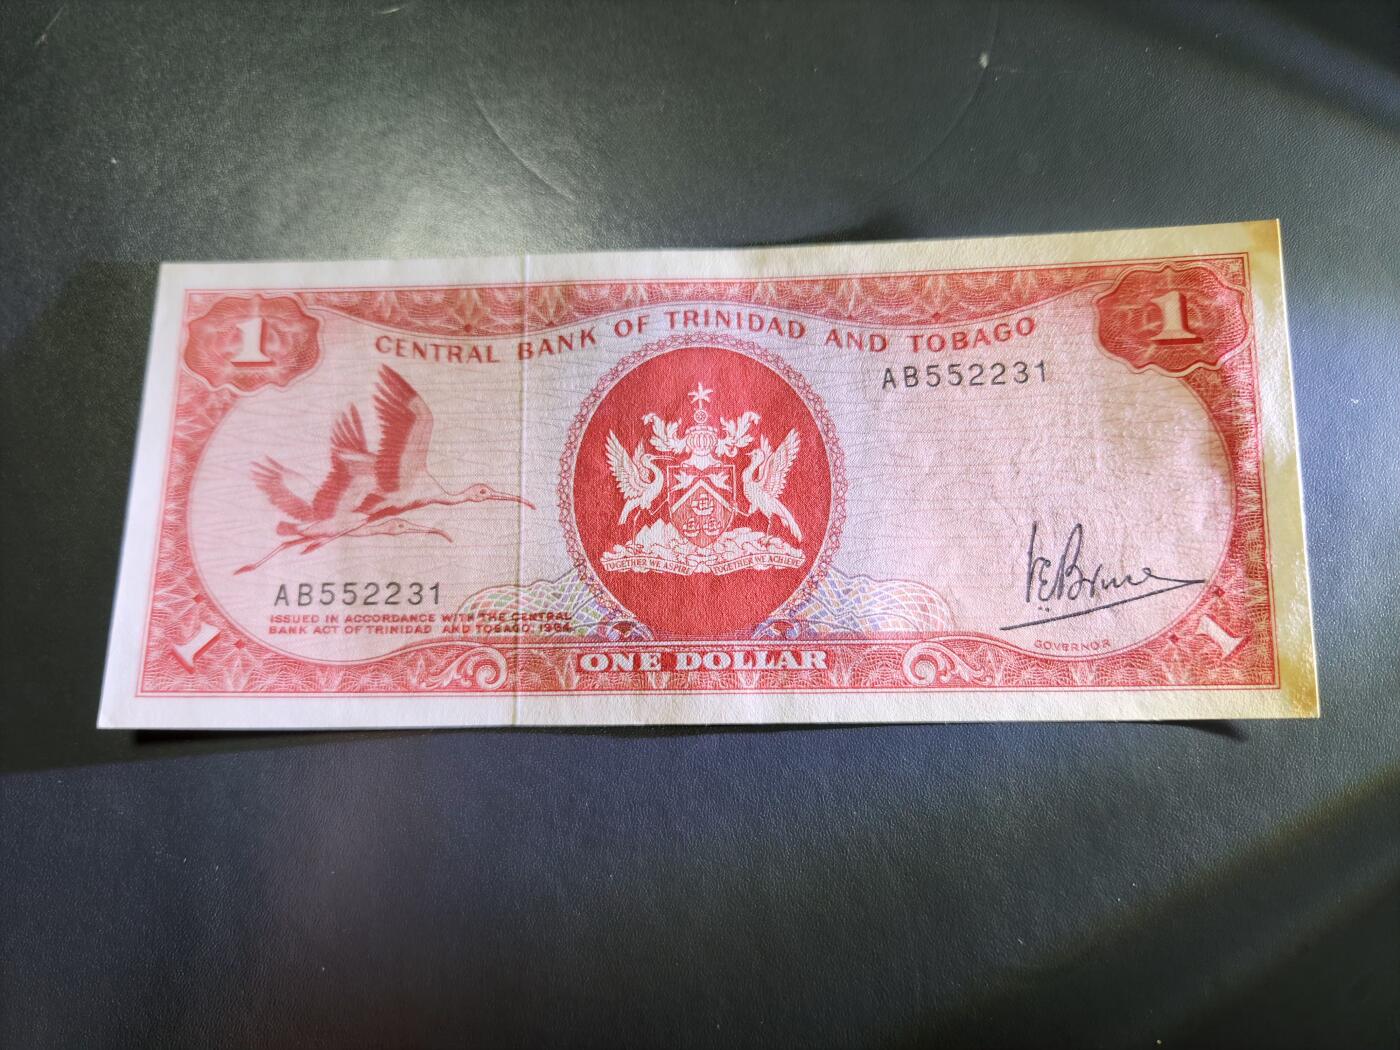 1
1
CENTRAL BANK OF TRINIDAD AND TOBAGO
AB552231
TOGETHER WE ASPIRE TOGETHER WE ACHIEVE
AB552231
ISSUED IN ACCORDANCE WITH THE CENTRAL
BANK ACT OF TRINIDAD AND TOBAGO. 1964
GOVERNOR
1
ONE DOLLAR
1